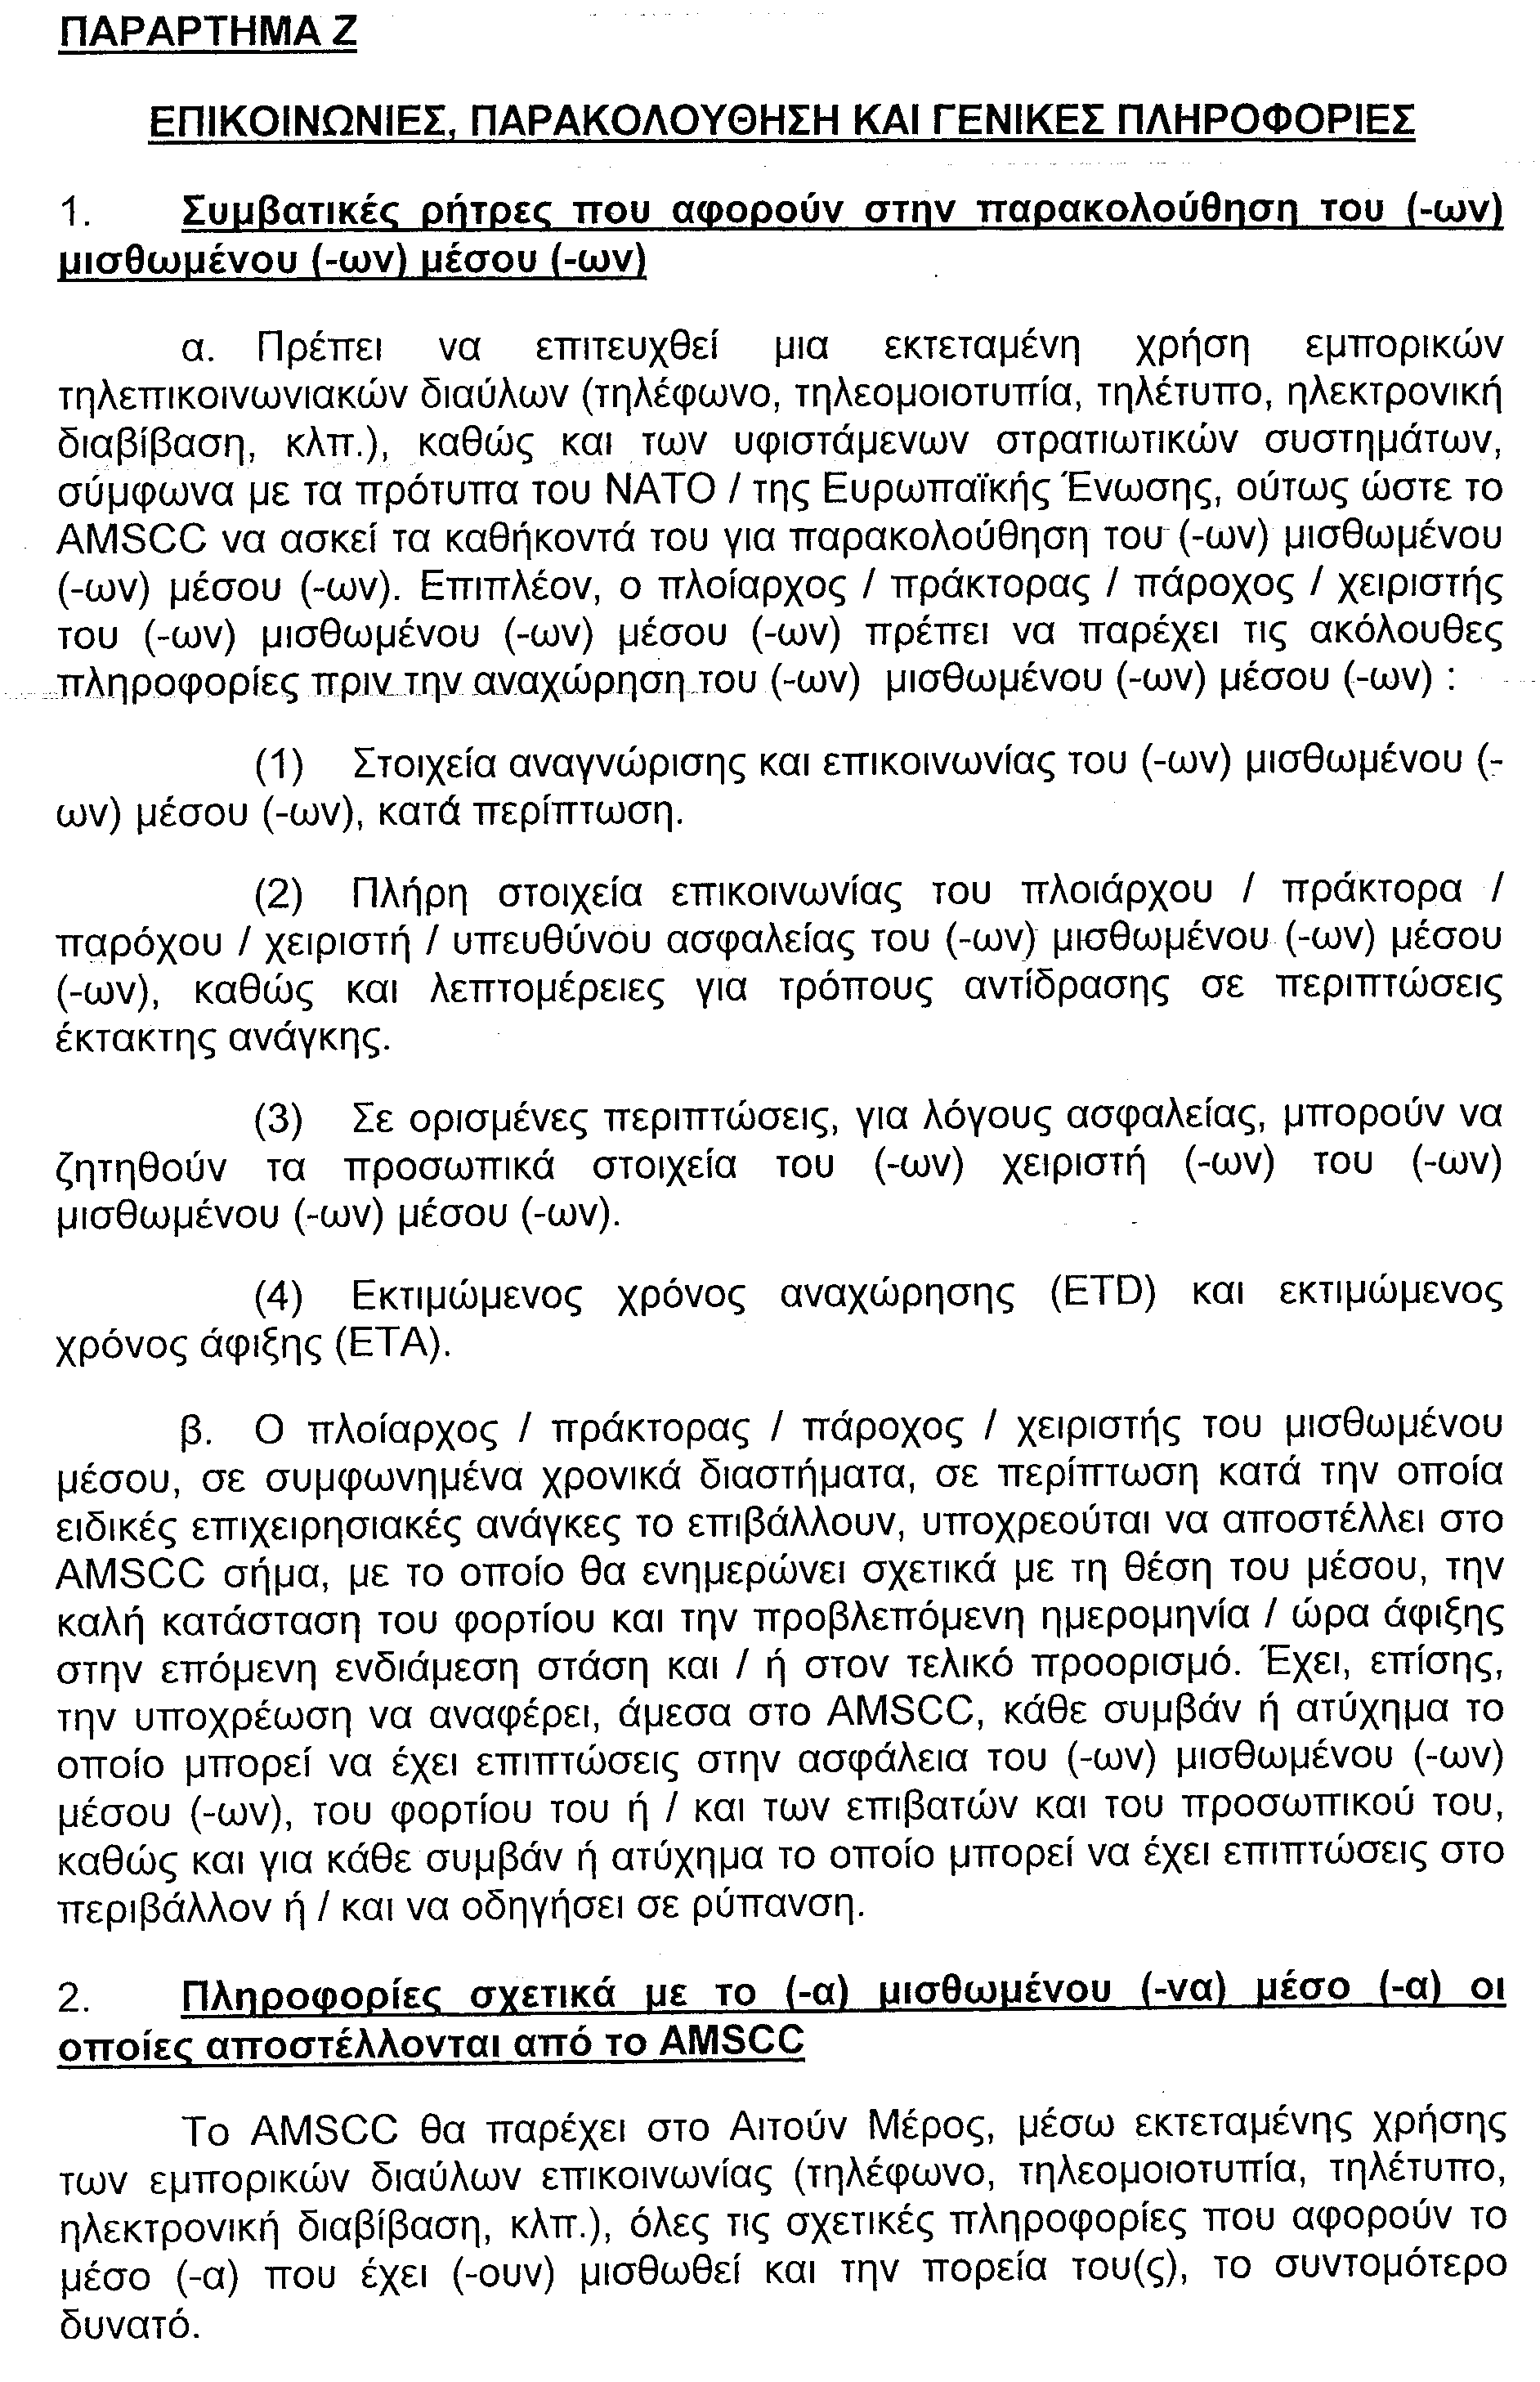 ΠΑΡΑΡΤΗΜΑ Ζ
ΕΠΙΚΟΙΝΩΝΙΕΣ, ΠΑΡΑΚΟΛΟΥΘΗΣΗ ΚΑΙ ΓΕΝΙΚΕΣ ΠΛΗΡΟΦΟΡΙΕΣ
1. Συμβατικές ρήτρες που αφορούν στην παρακολούθηση του (-ων)
μισθωμένου (-ων) μέσου (-ων)
α. Πρέπει να επιτευχθεί μια εκτεταμένη χρήση εμπορικών
τηλεπικοινωνιακών διαύλων (τηλέφωνο, τηλεομοιοτυπία, τηλέτυπο, ηλεκτρονική
διαβίβαση, κλπ.), καθώς και των υφιστάμενων στρατιωτικών συστημάτων,
σύμφωνα με τα πρότυπα του ΝΑΤΟ / της Ευρωπαϊκής Ένωσης, ούτως ώστε το
AMSCC να ασκεί τα καθήκοντά του για παρακολούθηση του (-ων) μισθωμένου
(-ων) μέσου (-ων). Επιπλέον, ο πλοίαρχος / πράκτορας / πάροχος / χειριστής
του (-ων) μισθωμένου (-ων) μέσου (-ων) πρέπει να παρέχει τις ακόλουθες
πληροφορίες πριν την αναχώρηση του (-ων) μισθωμένου (-ων) μέσου (-ων) :
(1) Στοιχεία αναγνώρισης και επικοινωνίας του (-ων) μισθωμένου (-
ων) μέσου (-ων), κατά περίπτωση.
(2) Πλήρη στοιχεία επικοινωνίας του πλοιάρχου / πράκτορα /
παρόχου / χειριστή / υπευθύνου ασφαλείας του (-ων) μισθωμένου (-ων) μέσου
(-ων), καθώς και λεπτομέρειες για τρόπους αντίδρασης σε περιπτώσεις
έκτακτης ανάγκης.
(3) Σε ορισμένες περιπτώσεις, για λόγους ασφαλείας, μπορούν να
ζητηθούν τα προσωπικά στοιχεία του (-ων) χειριστή (-ων) του (-ων)
μισθωμένου (-ων) μέσου (-ων).
(4) Εκτιμώμενος χρόνος αναχώρησης (ETD) και εκτιμώμενος
χρόνος άφιξης (ETA).
β. Ο πλοίαρχος / πράκτορας / πάροχος / χειριστής του μισθωμένου
μέσου, σε συμφωνημένα χρονικά διαστήματα, σε περίπτωση κατά την οποία
ειδικές επιχειρησιακές ανάγκες το επιβάλλουν, υποχρεούται να αποστέλλει στο
AMSCC σήμα, με το οποίο θα ενημερώνει σχετικά με τη θέση του μέσου, την
καλή κατάσταση του φορτίου και την προβλεπόμενη ημερομηνία / ώρα άφιξης
στην επόμενη ενδιάμεση στάση και / ή στον τελικό προορισμό. Έχει, επίσης,
την υποχρέωση να αναφέρει, άμεσα στο AMSCC, κάθε συμβάν ή ατύχημα το
οποίο μπορεί να έχει επιπτώσεις στην ασφάλεια του (-ων) μισθωμένου (-ων)
μέσου (-ων), του φορτίου του ή / και των επιβατών και του προσωπικού του,
καθώς και για κάθε συμβάν ή ατύχημα το οποίο μπορεί να έχει επιπτώσεις στο
περιβάλλον ή / και να οδηγήσει σε ρύπανση.
2. Πληροφορίες σχετικά με το (-α) μισθωμένου (-να) μέσο (-α) οι
οποίες αποστέλλονται από το AMSCC
Το AMSCC θα παρέχει στο Αιτούν Μέρος, μέσω εκτεταμένης χρήσης
των εμπορικών διαύλων επικοινωνίας (τηλέφωνο, τηλεομοιοτυπία, τηλέτυπο,
ηλεκτρονική διαβίβαση, κλπ.), όλες τις σχετικές πληροφορίες που αφορούν το
μέσο (-α) που έχει (-ουν) μισθωθεί και την πορεία του(ς), το συντομότερο
δυνατό.